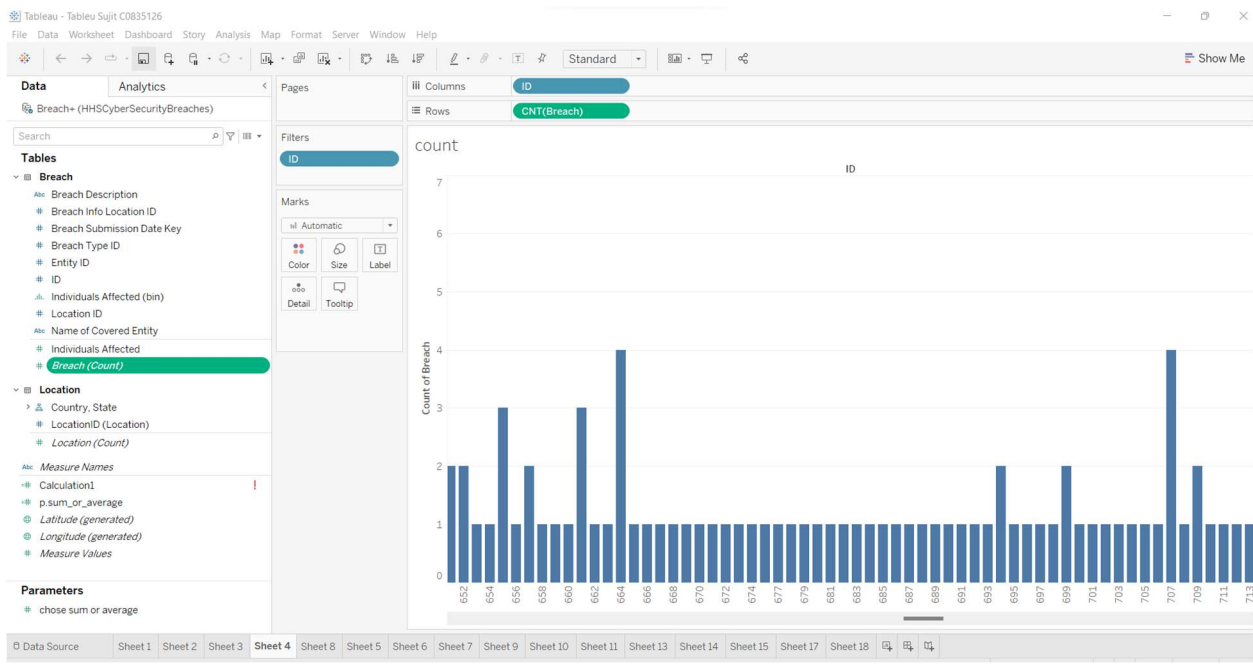 Tableau - Tableu Sujit C0835126
File Data Worksheet Dashboard Story Analysis Map Format Server Window Help
Standard
Show Me
Data Analytics
Breach+ (HHSCyberSecurityBreaches)
Search
Tables
Breach
Abc Breach Description
# Breach Info Location ID
# Breach Submission Date Key
# Breach Type ID
# Entity ID
# ID
Individuals Affected (bin)
# Location ID
Abc Name of Covered Entity
# Individuals Affected
# Breach (Count)
Location
Country, State
# LocationID (Location)
# Location (Count)
Abc Measure Names
=# Calculation1 !
=# p.sum_or_average
Latitude (generated)
Longitude (generated)
# Measure Values
Parameters
# chose sum or average
Pages
Filters
ID
Marks
Automatic
Color Size Label
Detail Tooltip
Columns ID
Rows CNT(Breach)
count
ID
Count of Breach
7
6
5
4
3
2
1
0
652 654 656 658 660 662 664 666 668 670 672 674 677 679 681 683 685 687 689 691 693 695 697 699 701 703 705 707 709 711 713
Data Source Sheet 1 Sheet 2 Sheet 3 Sheet 4 Sheet 8 Sheet 5 Sheet 6 Sheet 7 Sheet 9 Sheet 10 Sheet 11 Sheet 13 Sheet 14 Sheet 15 Sheet 17 Sheet 18